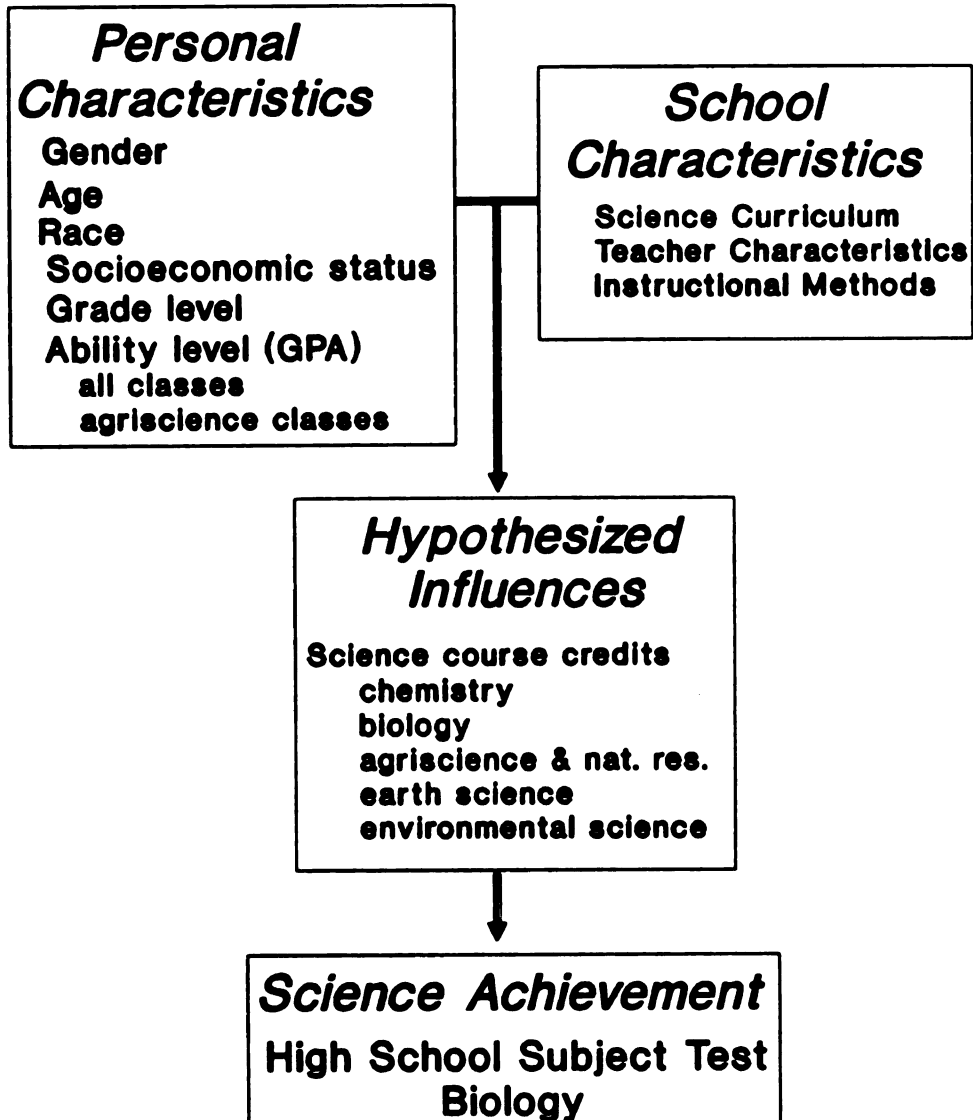 Personal
Characteristics
Gender
Age
Race
Socioeconomic status
Grade level
Ability level (GPA)
all classes
agriscience classes
School
Characteristics
Science Curriculum
Teacher Characteristics
Instructional Methods
Hypothesized
Influences
Science course credits
chemistry
biology
agriscience & nat. res.
earth science
environmental science
Science Achievement
High School Subject Test
Biology